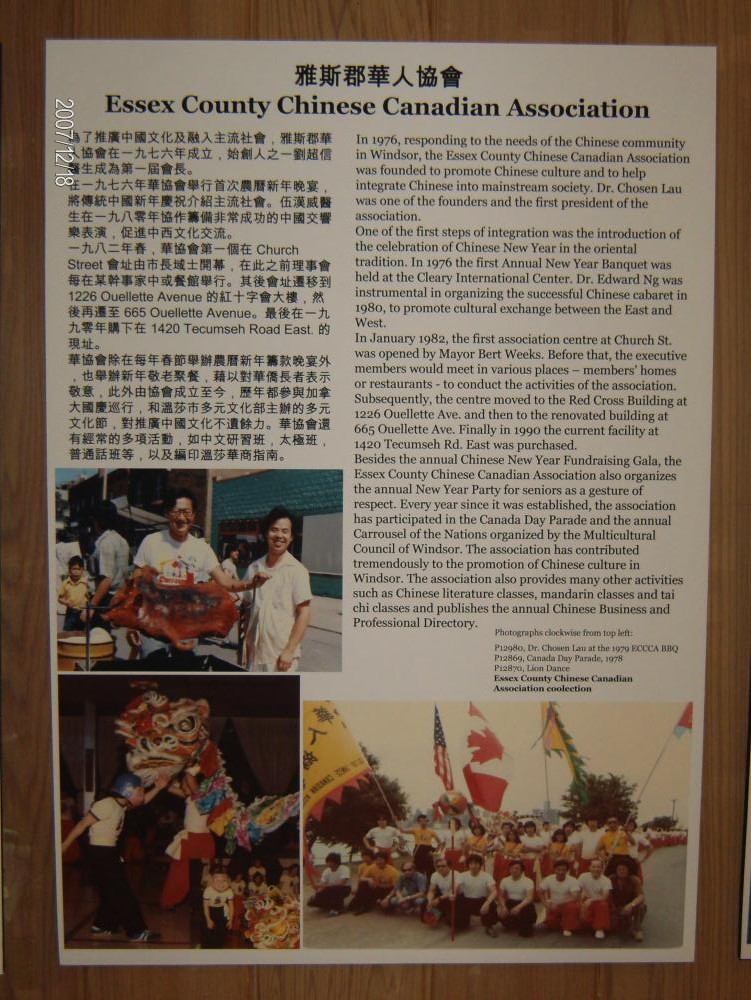 雅斯郡華人協會
Essex County Chinese Canadian Association
為了推廣中國文化及融入主流社會，雅斯郡華
人協會在一九七六年成立，始創人之一劉超信
醫生成為第一屆會長。
在一九七六年華協會舉行首次農曆新年晚宴，
將傳統中國新年慶祝介紹主流社會。伍漢威醫
生在一九八零年協作籌備非常成功的中國交響
樂表演，促進中西文化交流。
一九八二年春，華協會第一個在 Church
Street 會址由市長域士開幕，在此之前理事會
每在某幹事家中或餐館舉行。其後會址遷移到
1226 Ouellette Avenue 的紅十字會大樓，然
後再遷至 665 Ouellette Avenue。最後在一九
九零年購下在 1420 Tecumseh Road East. 的
現址。
華協會除在每年春節舉辦農曆新年籌款晚宴外
，也舉辦新年敬老聚餐，藉以對華僑長者表示
敬意，此外由協會成立至今，歷年都參與加拿
大國慶巡行，和溫莎市多元文化部主辦的多元
文化節，對推廣中國文化不遺餘力。華協會還
有經常的多項活動，如中文研習班，太極班，
普通話班等，以及編印溫莎華商指南。
In 1976, responding to the needs of the Chinese community
in Windsor, the Essex County Chinese Canadian Association
was founded to promote Chinese culture and to help
integrate Chinese into mainstream society. Dr. Chosen Lau
was one of the founders and the first president of the
association.
One of the first steps of integration was the introduction of
the celebration of Chinese New Year in the oriental
tradition. In 1976 the first Annual New Year Banquet was
held at the Cleary International Center. Dr. Edward Ng was
instrumental in organizing the successful Chinese cabaret in
1980, to promote cultural exchange between the East and
West.
In January 1982, the first association centre at Church St.
was opened by Mayor Bert Weeks. Before that, the executive
members would meet in various places – members' homes
or restaurants - to conduct the activities of the association.
Subsequently, the centre moved to the Red Cross Building at
1226 Ouellette Ave. and then to the renovated building at
665 Ouellette Ave. Finally in 1990 the current facility at
1420 Tecumseh Rd. East was purchased.
Besides the annual Chinese New Year Fundraising Gala, the
Essex County Chinese Canadian Association also organizes
the annual New Year Party for seniors as a gesture of
respect. Every year since it was established, the association
has participated in the Canada Day Parade and the annual
Carrousel of the Nations organized by the Multicultural
Council of Windsor. The association has contributed
tremendously to the promotion of Chinese culture in
Windsor. The association also provides many other activities
such as Chinese literature classes, mandarin classes and tai
chi classes and publishes the annual Chinese Business and
Professional Directory.
Photographs clockwise from top left:
P12980, Dr. Chosen Lau at the 1979 ECCCA BBQ
P12869, Canada Day Parade, 1978
P12870, Lion Dance
Essex County Chinese Canadian
Association coolection
2007/12/18